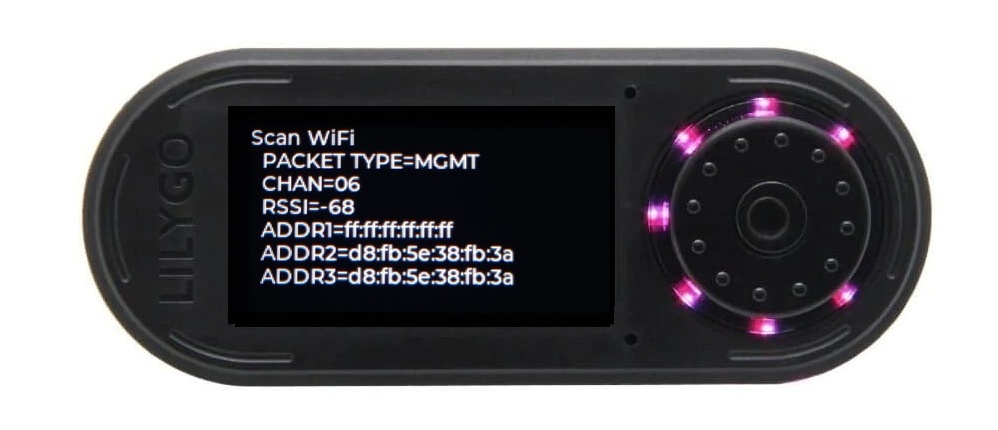 LILYGO
Scan WiFi
PACKET TYPE=MGMT
CHAN=06
RSSI=-68
ADDR1=ff:ff:ff:ff:ff:ff
ADDR2=d8:fb:5e:38:fb:3a
ADDR3=d8:fb:5e:38:fb:3a